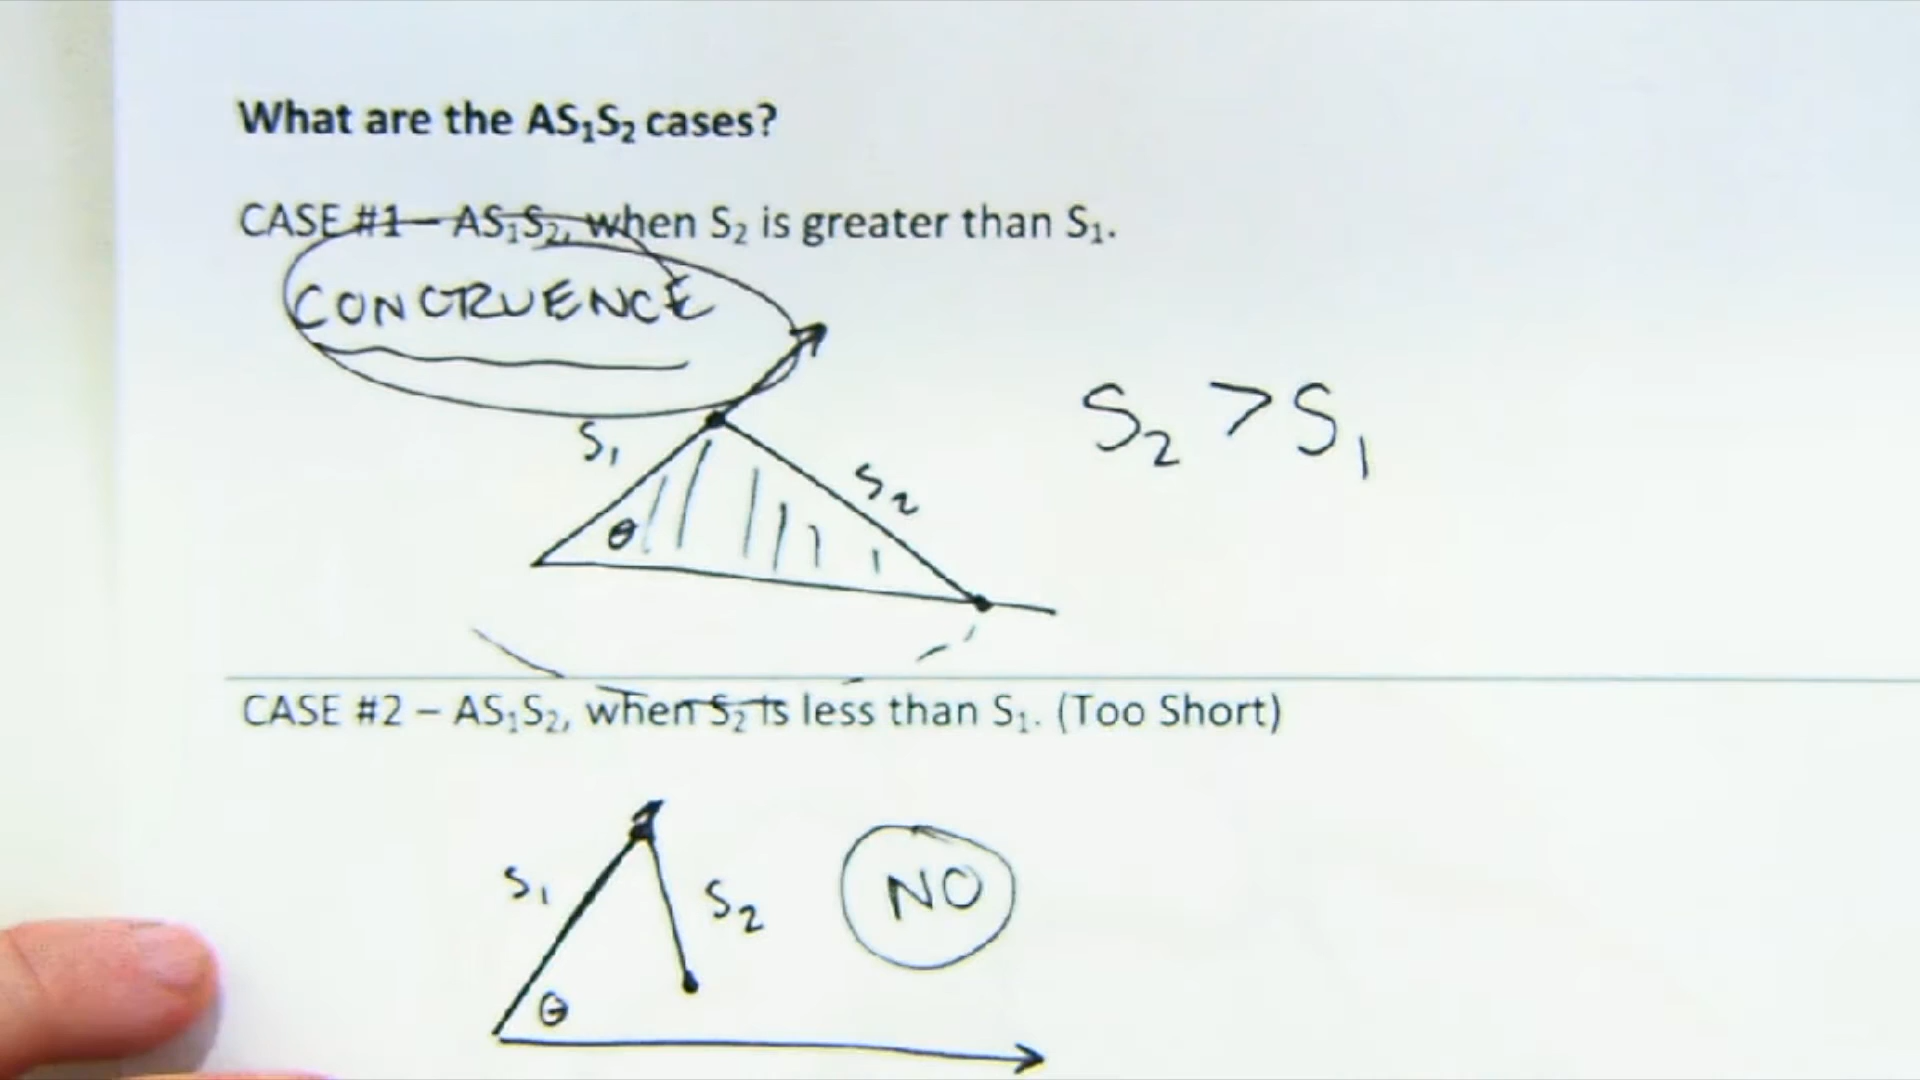 What are the AS₁S₂ cases?
CASE #1 – AS₁S₂, when S₂ is greater than S₁.
CONGRUENCE
S₁
S₂
S₂ > S₁
θ
CASE #2 – AS₁S₂, when S₂ is less than S₁. (Too Short)
S₁
S₂
NO
θ